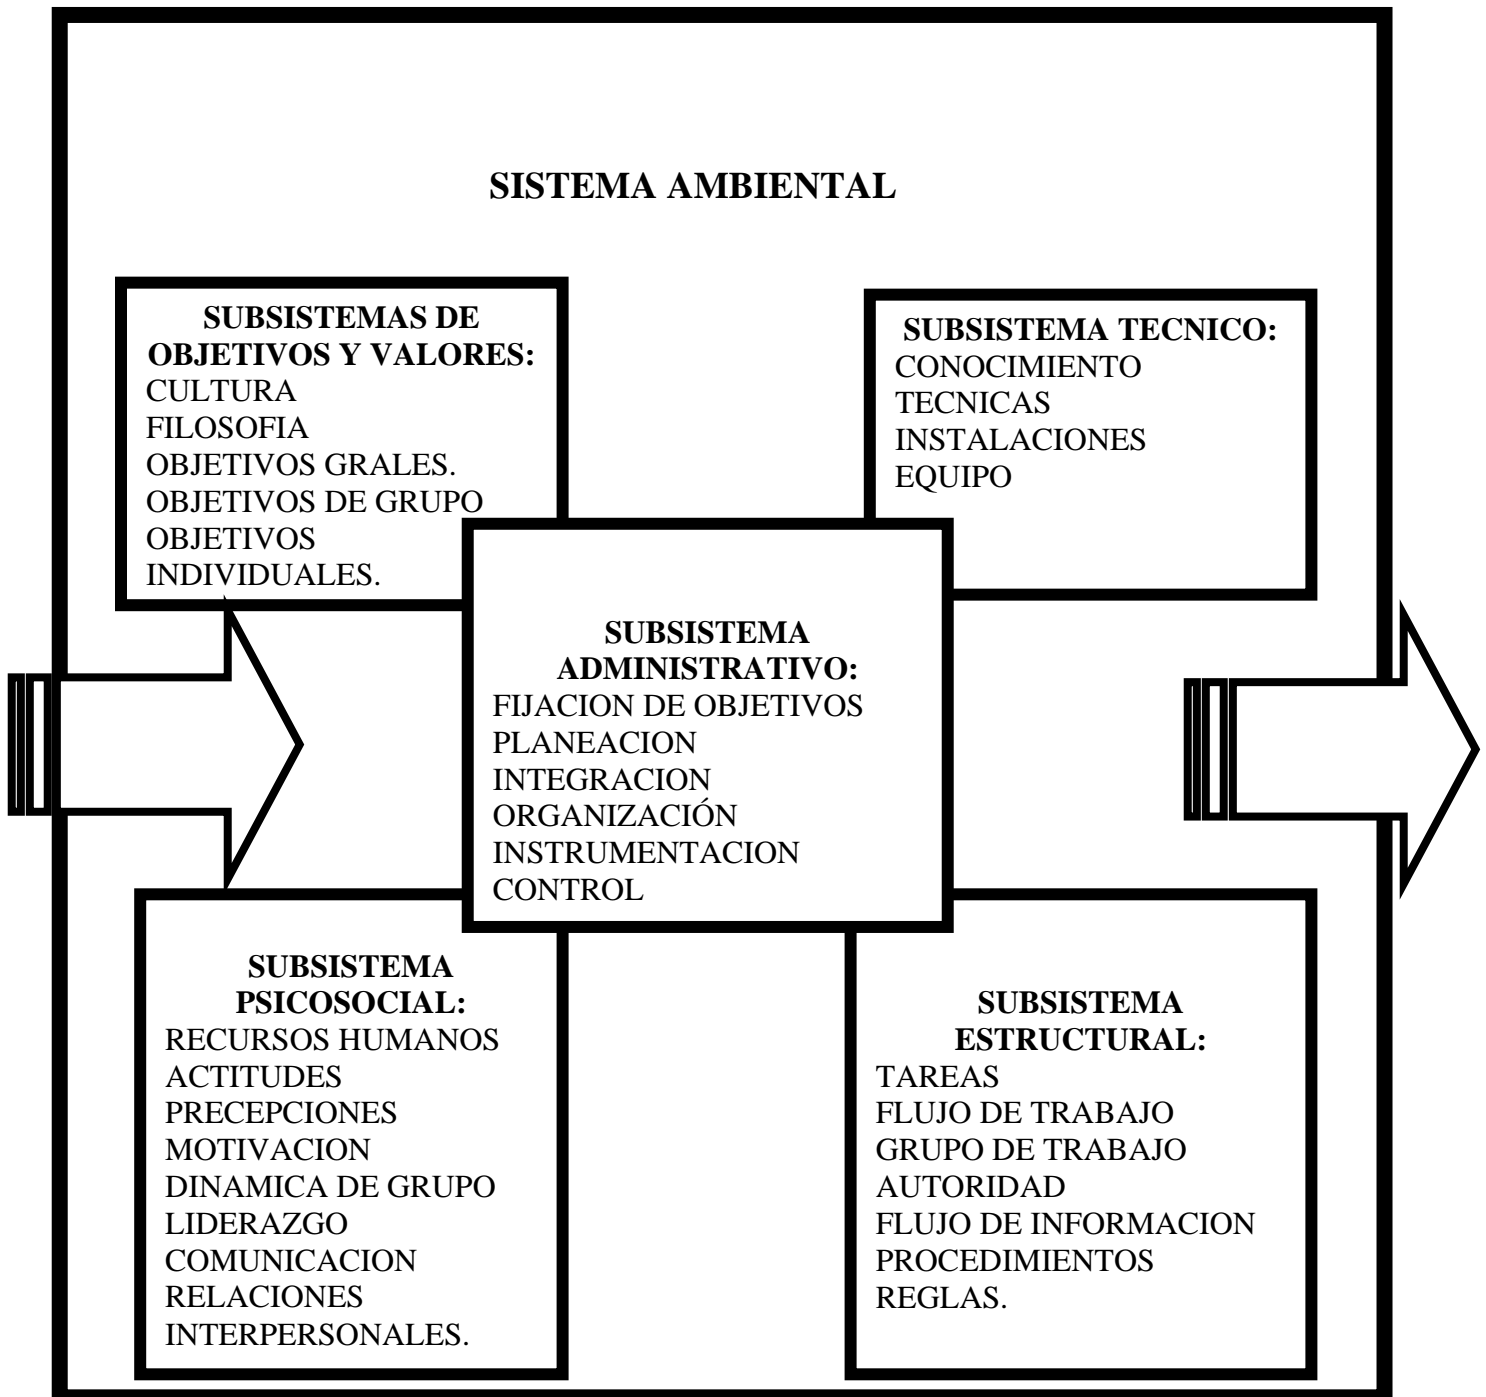 SISTEMA AMBIENTAL
SUBSISTEMAS DE
OBJETIVOS Y VALORES:
CULTURA
FILOSOFIA
OBJETIVOS GRALES.
OBJETIVOS DE GRUPO
OBJETIVOS
INDIVIDUALES.
SUBSISTEMA TECNICO:
CONOCIMIENTO
TECNICAS
INSTALACIONES
EQUIPO
SUBSISTEMA
ADMINISTRATIVO:
FIJACION DE OBJETIVOS
PLANEACION
INTEGRACION
ORGANIZACIÓN
INSTRUMENTACION
CONTROL
SUBSISTEMA
PSICOSOCIAL:
RECURSOS HUMANOS
ACTITUDES
PRECEPCIONES
MOTIVACION
DINAMICA DE GRUPO
LIDERAZGO
COMUNICACION
RELACIONES
INTERPERSONALES.
SUBSISTEMA
ESTRUCTURAL:
TAREAS
FLUJO DE TRABAJO
GRUPO DE TRABAJO
AUTORIDAD
FLUJO DE INFORMACION
PROCEDIMIENTOS
REGLAS.